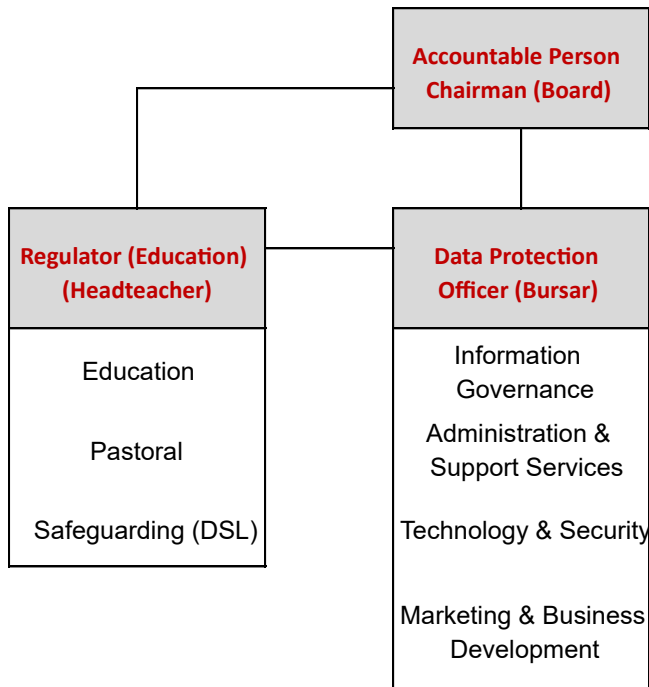 Accountable Person
Chairman (Board)
Regulator (Education)
(Headteacher)
Education
Pastoral
Safeguarding (DSL)
Data Protection
Officer (Bursar)
Information
Governance
Administration &
Support Services
Technology & Security
Marketing & Business
Development